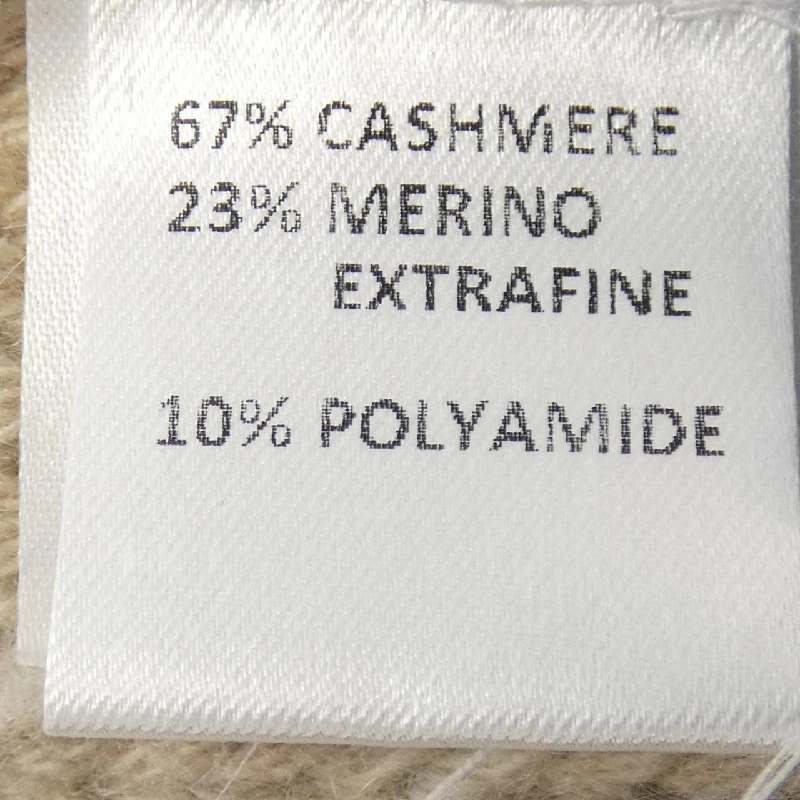 67% CASHMERE
23% MERINO
EXTRAFINE
10% POLYAMIDE